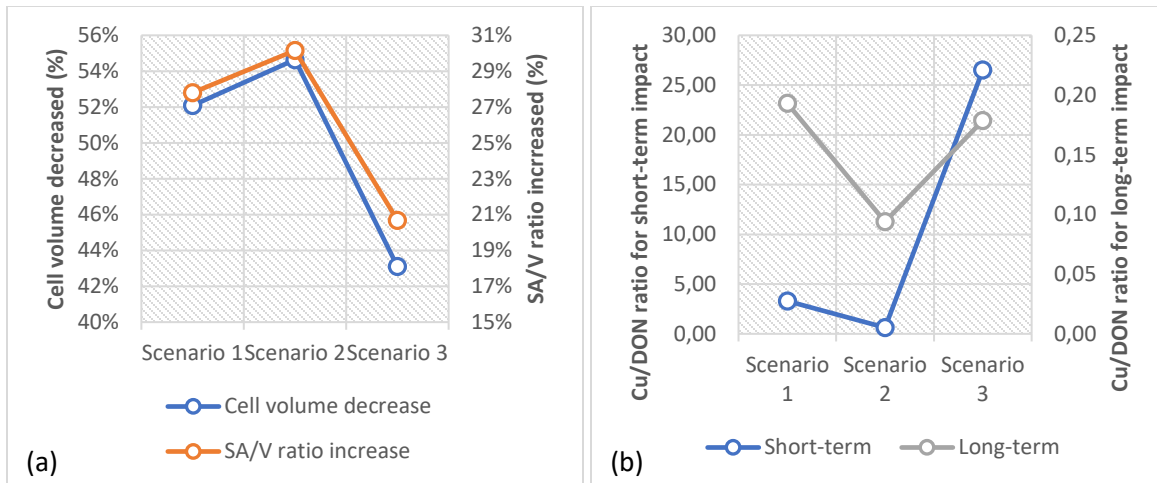 Cell volume decreased (%)
56%
54%
52%
50%
48%
46%
44%
42%
40%
31%
29%
27%
25%
23%
21%
19%
17%
15%
SA/V ratio incrreased (%)
Scenario 1 Scenario 2 Scenario 3
Cell volume decrease
SA/V ratio increase
(a)
Cu/DON ratio for short-term impact
30,00
25,00
20,00
15,00
10,00
5,00
0,00
0,25
0,20
0,15
0,10
0,05
0,00
Cu/DON ratio for long-term impact
Scenario Scenario Scenario
1 2 3
Short-term Long-term
(b)